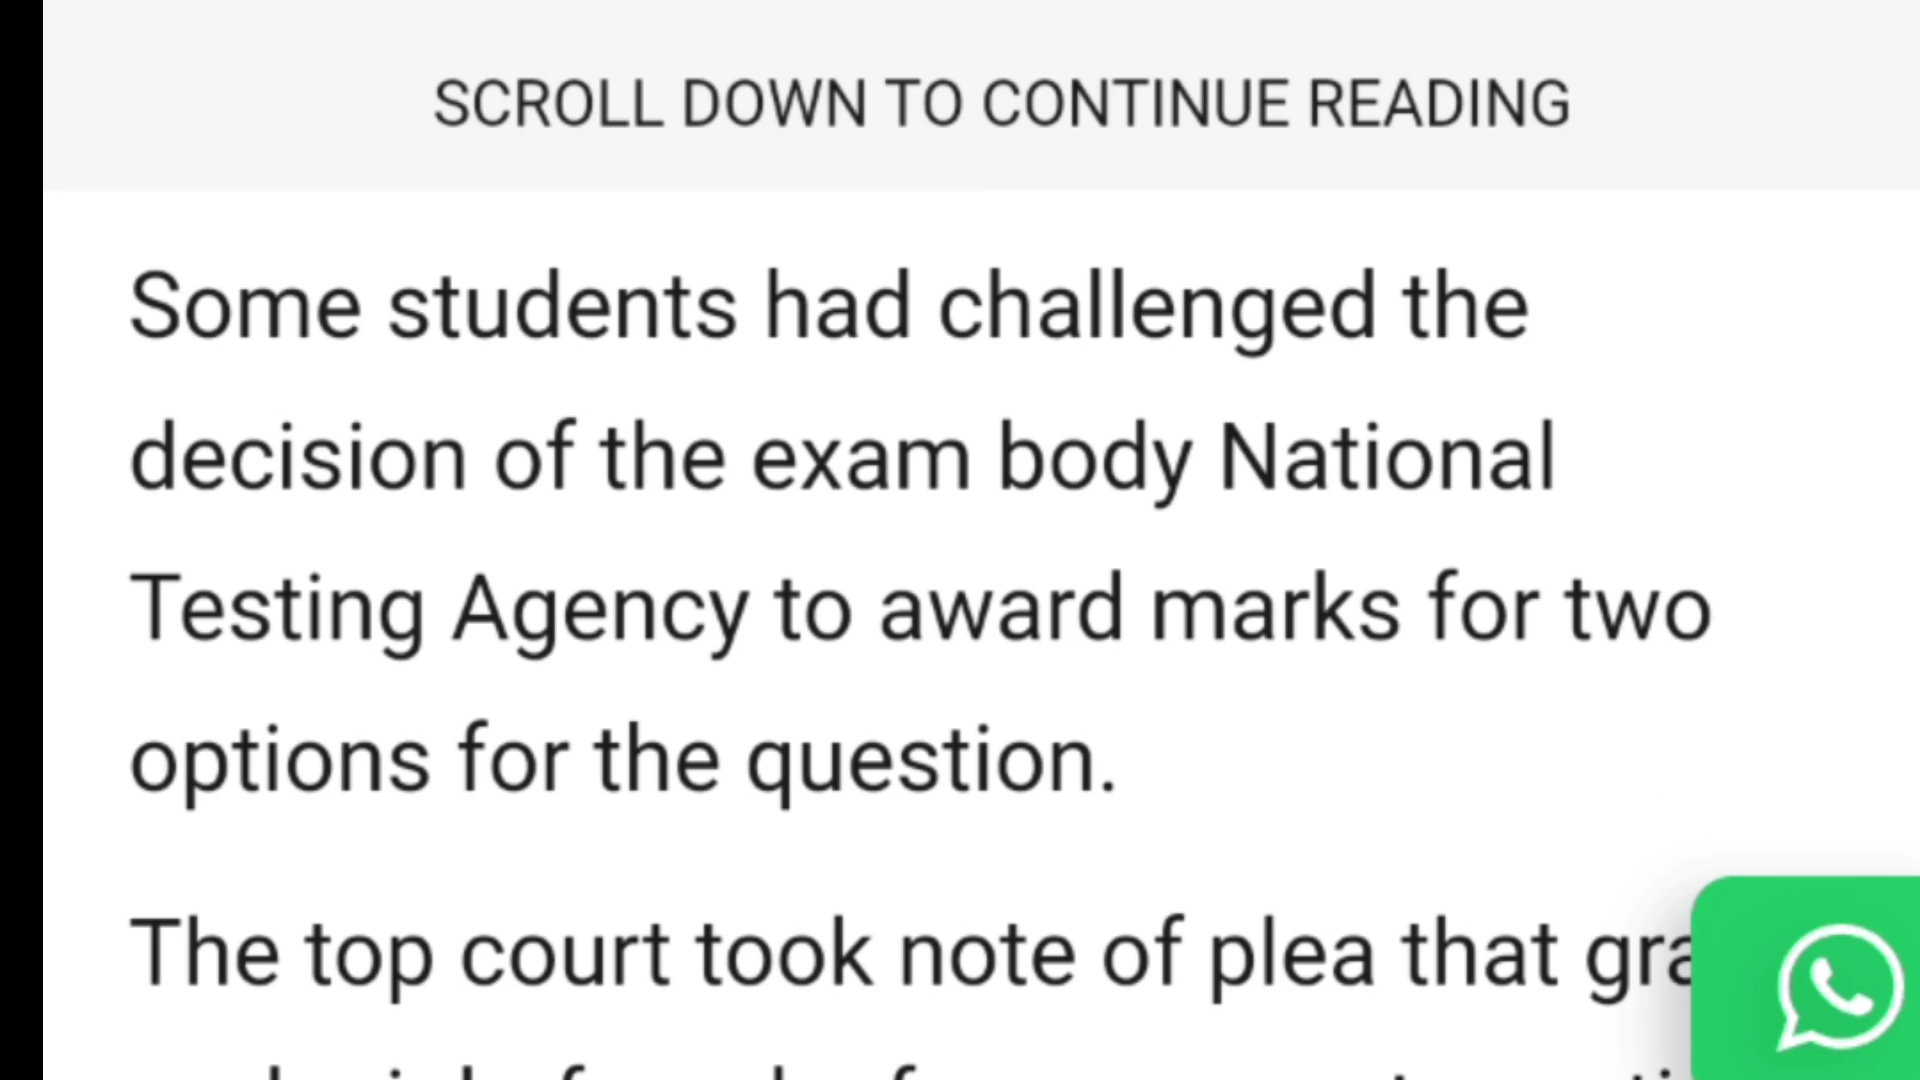 SCROLL DOWN TO CONTINUE READING
Some students had challenged the
decision of the exam body National
Testing Agency to award marks for two
options for the question.
The top court took note of plea that